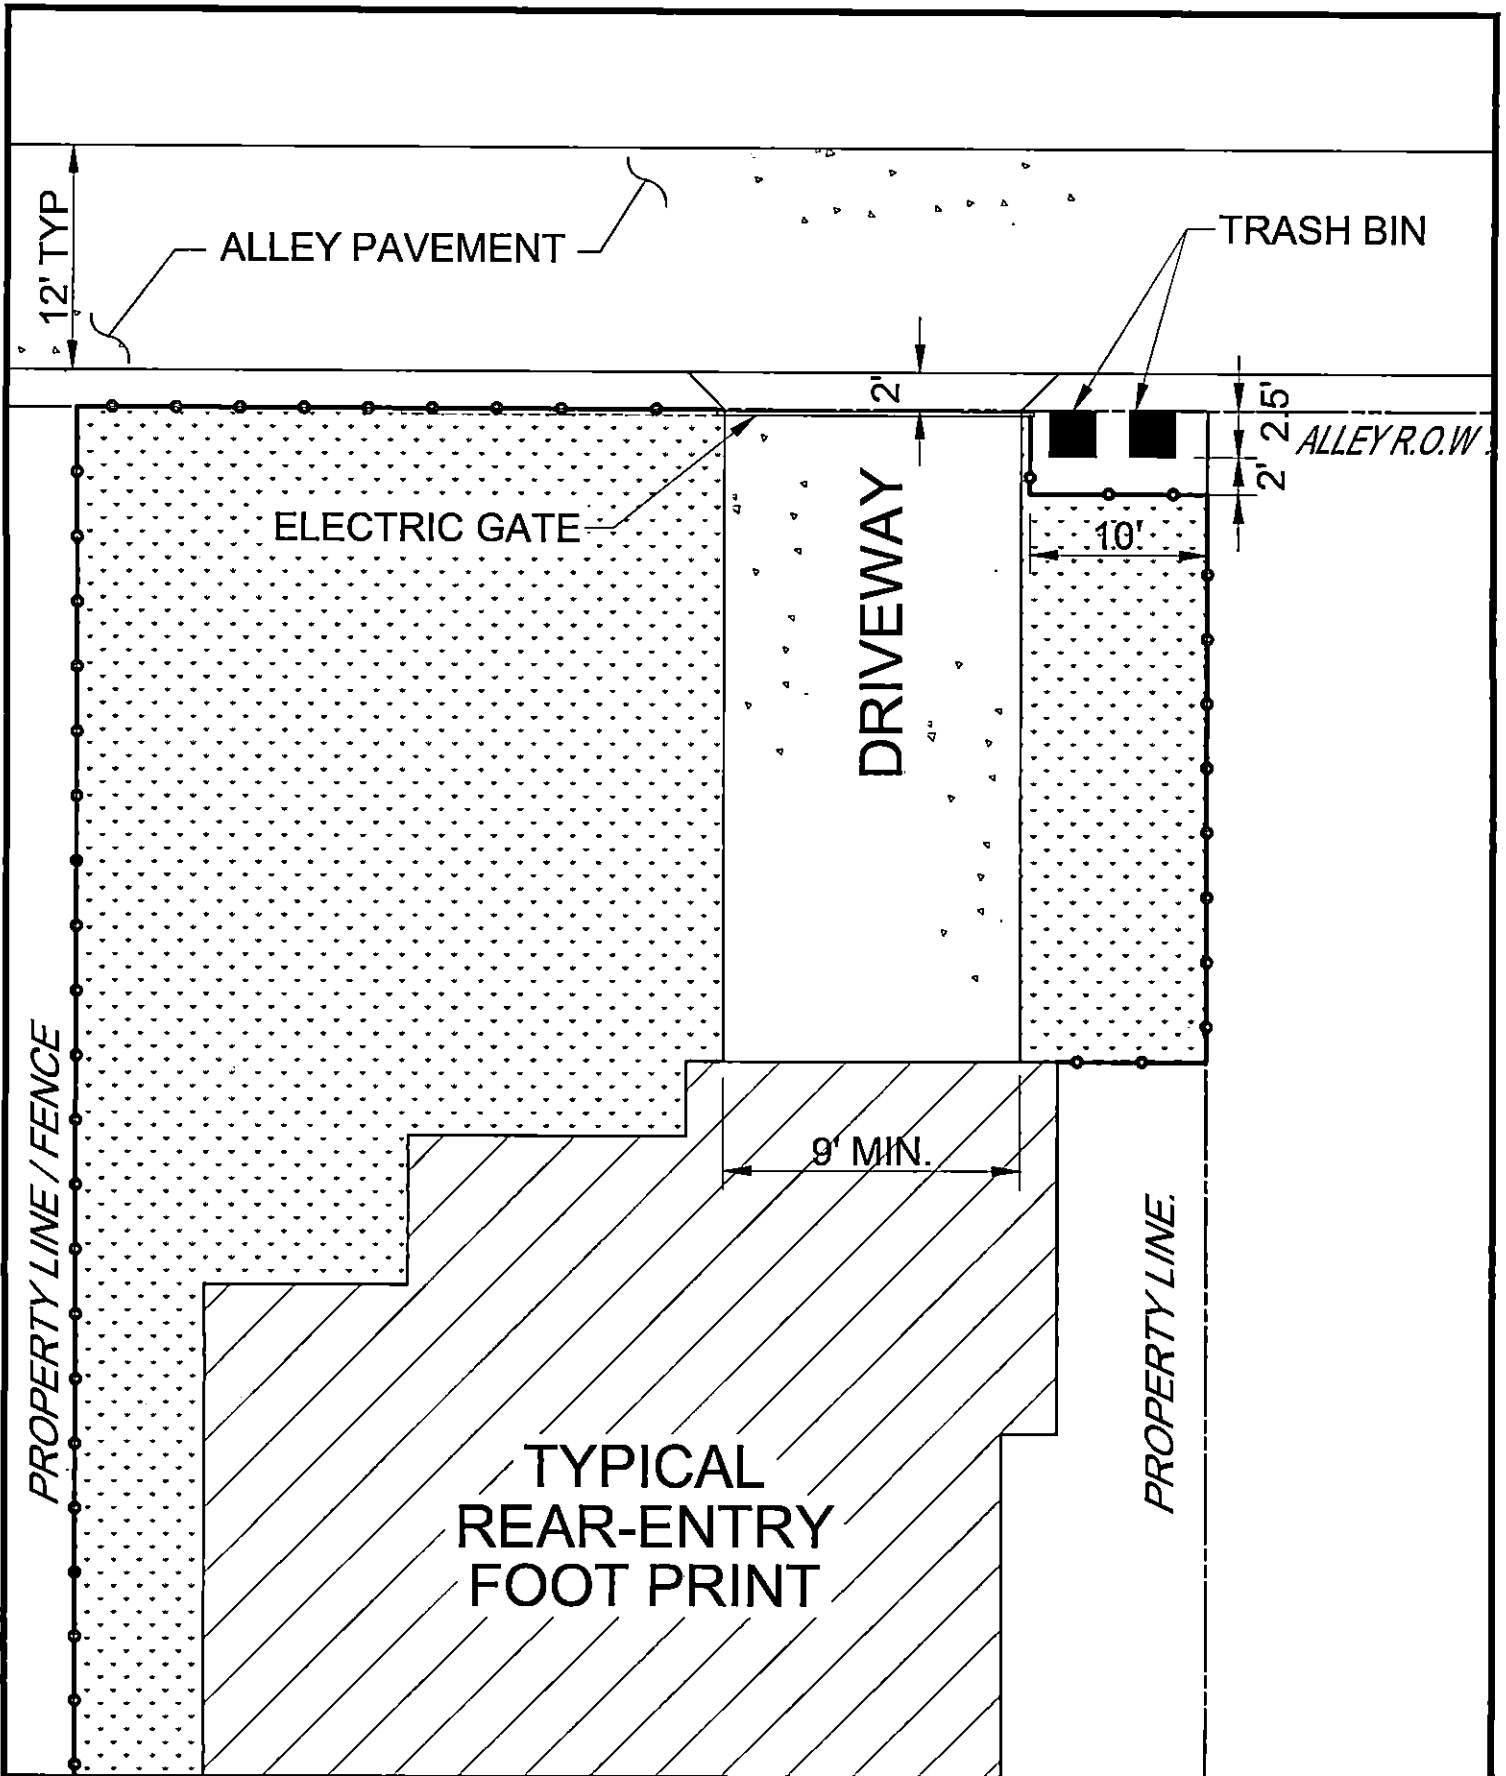 12' TYP
ALLEY PAVEMENT
TRASH BIN
2'
2.5'
ALLEY R.O.W
2'
ELECTRIC GATE
10'
DRIVEWAY
9' MIN.
PROPERTY LINE / FENCE
PROPERTY LINE.
TYPICAL
REAR-ENTRY
FOOT PRINT